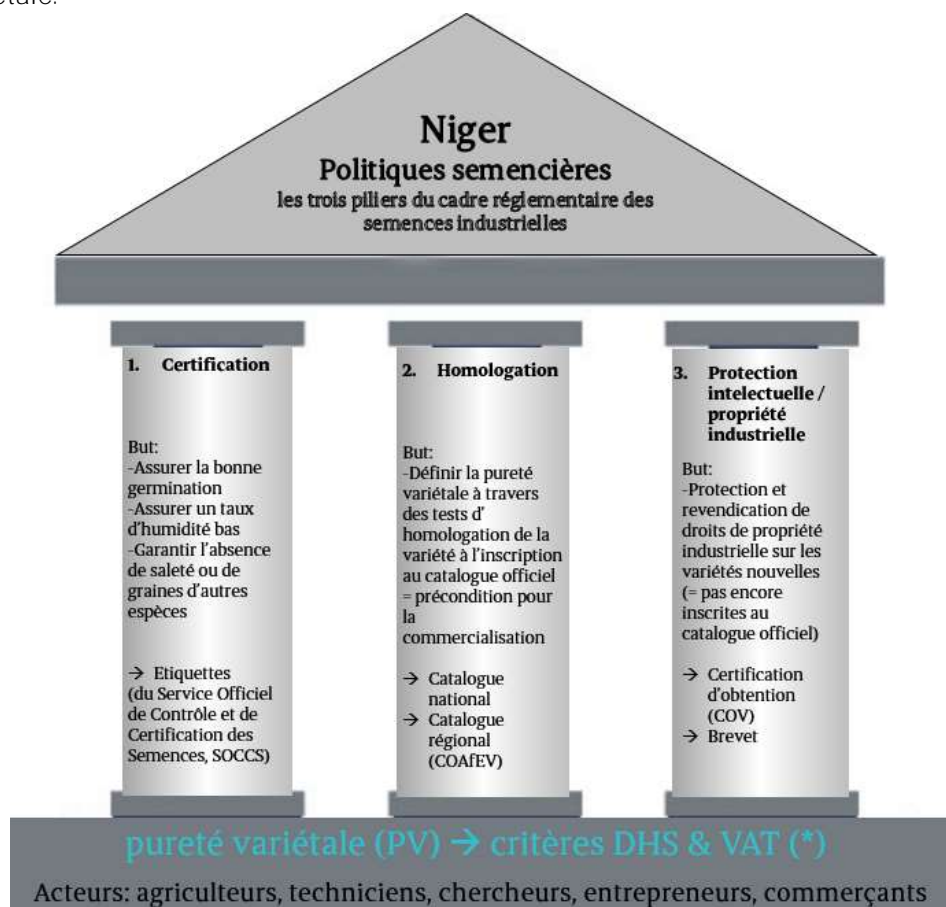 Niger
Politiques semencières
les trois piliers du cadre réglementaire des
semences industrielles
1. Certification
But:
-Assurer la bonne
germination
-Assurer un taux
d'humidité bas
-Garantir l'absence
de saleté ou de
graines d'autres
espèces
→ Etiquettes
(du Service Officiel
de Contrôle et de
Certification des
Semences, SOCCS)
2. Homologation
But:
-Définir la pureté
variétale à travers
des tests d'
homologation de la
variété à l'inscription
au catalogue officiel
= précondition pour
la
commercialisation
→ Catalogue
national
→ Catalogue
régional
(COAfEV)
3. Protection
intelectuelle /
propriété
industrielle
But:
-Protection et
revendication de
droits de propriété
industrielle sur les
variétés nouvelles
(= pas encore
inscrites au
catalogue officiel)
→ Certification
d'obtention
(COV)
→ Brevet
pureté variétale (PV) → critères DHS & VAT (*)
Acteurs: agriculteurs, techniciens, chercheurs, entrepreneurs, commerçants